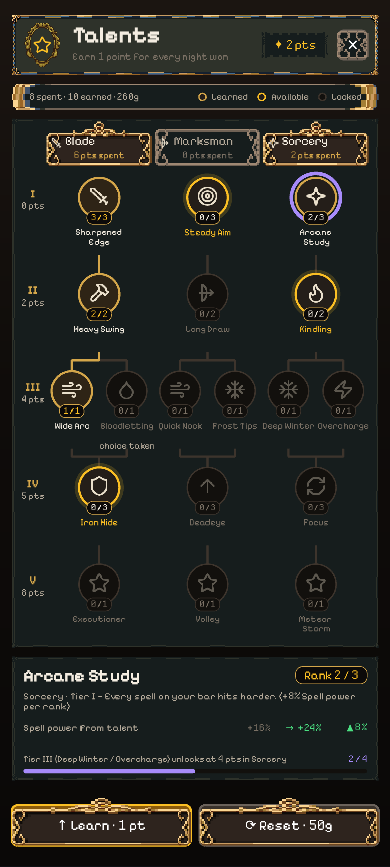 Talents
Earn 1 point for every night won
✦ 2 pts
8 spent · 10 earned · 260g
Learned
Available
Locked
Blade
6 pts spent
Marksman
0 pts spent
Sorcery
2 pts spent
I
0 pts
3/3
0/3
2/3
Sharpened
Edge
Steady Aim
Arcane
Study
II
2 pts
2/2
0/2
0/2
Heavy Swing
Long Draw
Kindling
III
4 pts
1/1
0/1
0/1
0/1
0/1
0/1
Wide Arc
Bloodletting
Quick Nock
Frost Tips
Deep Winter
Overcharge
choice taken
IV
5 pts
0/3
0/3
0/3
Iron Hide
Deadeye
Focus
V
8 pts
0/1
0/1
0/1
Executioner
Volley
Meteor
Storm
Arcane Study
Rank 2 / 3
Sorcery · Tier I – Every spell on your bar hits harder. (+8% Spell power
per rank)
Spell power from talent
+16%
→ +24%
▲8%
Tier III (Deep Winter / Overcharge) unlocks at 4 pts in Sorcery
2 / 4
↑ Learn · 1 pt
⟳ Reset · 50g